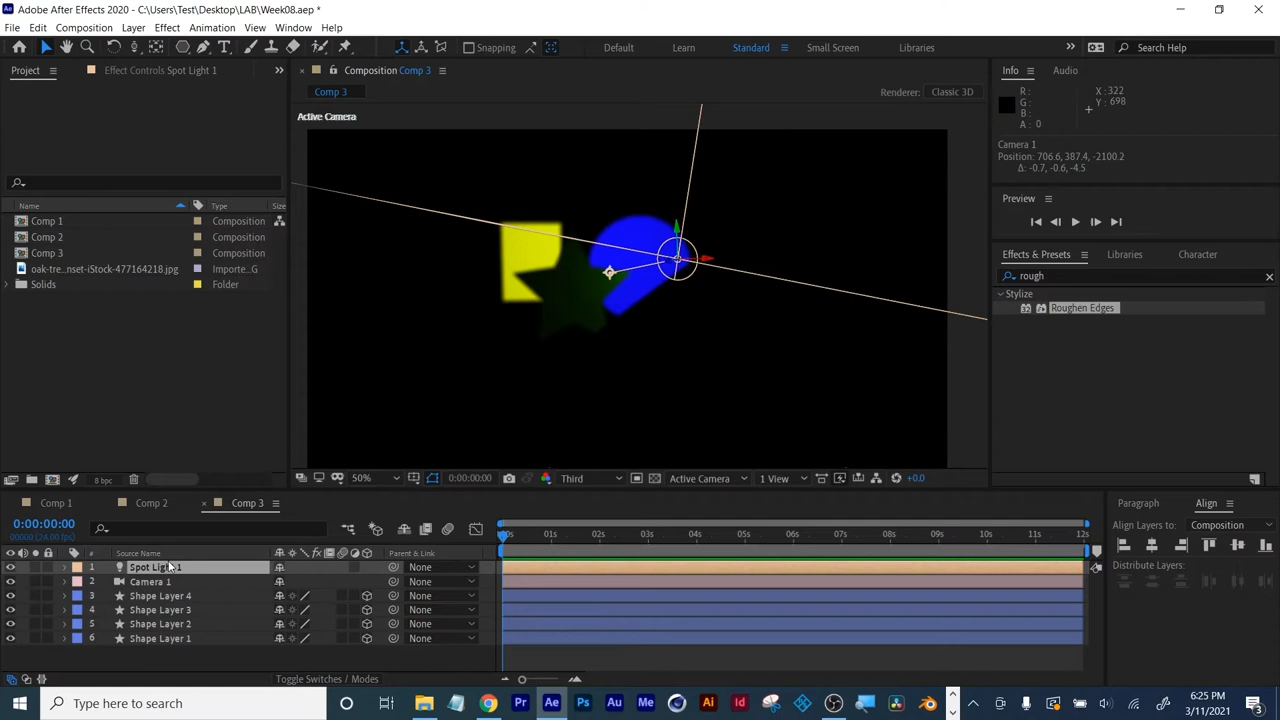 Adobe After Effects 2020 - C:\Users\Test\Desktop\LAB\Week08.aep *
File Edit Composition Layer Effect Animation View Window Help
Snapping Default Learn Standard Small Screen Libraries Search Help
Project Effect Controls Spot Light 1 Composition Comp 3 Info Audio
Comp 3 Renderer: Classic 3D
R: X: 322
G: Y: 698
B:
A: 0
Active Camera
Camera 1
Position: 706.6, 387.4, -2100.2
Δ: -0.7, -0.6, -4.5
Preview
Name Type Size
Comp 1 Composition
Comp 2 Composition
Comp 3 Composition
oak-tre...nset-iStock-477164218.jpg Importe...G
Solids Folder
Effects & Presets Libraries Character
rough
Stylize
32 Roughen Edges
8 bpc 50% 0:00:00:00 Third Active Camera 1 View +0.0
Comp 1 Comp 2 Comp 3 Paragraph Align
0:00:00:00
00000 (24.00 fps)
Align Layers to: Composition
Distribute Layers:
# Source Name Parent & Link
01s 02s 03s 04s 05s 06s 07s 08s 09s 10s 11s 12s
1 Spot Light 1 None
2 Camera 1 None
3 Shape Layer 4 None
4 Shape Layer 3 None
5 Shape Layer 2 None
6 Shape Layer 1 None
Toggle Switches / Modes
Type here to search
6:25 PM
3/11/2021